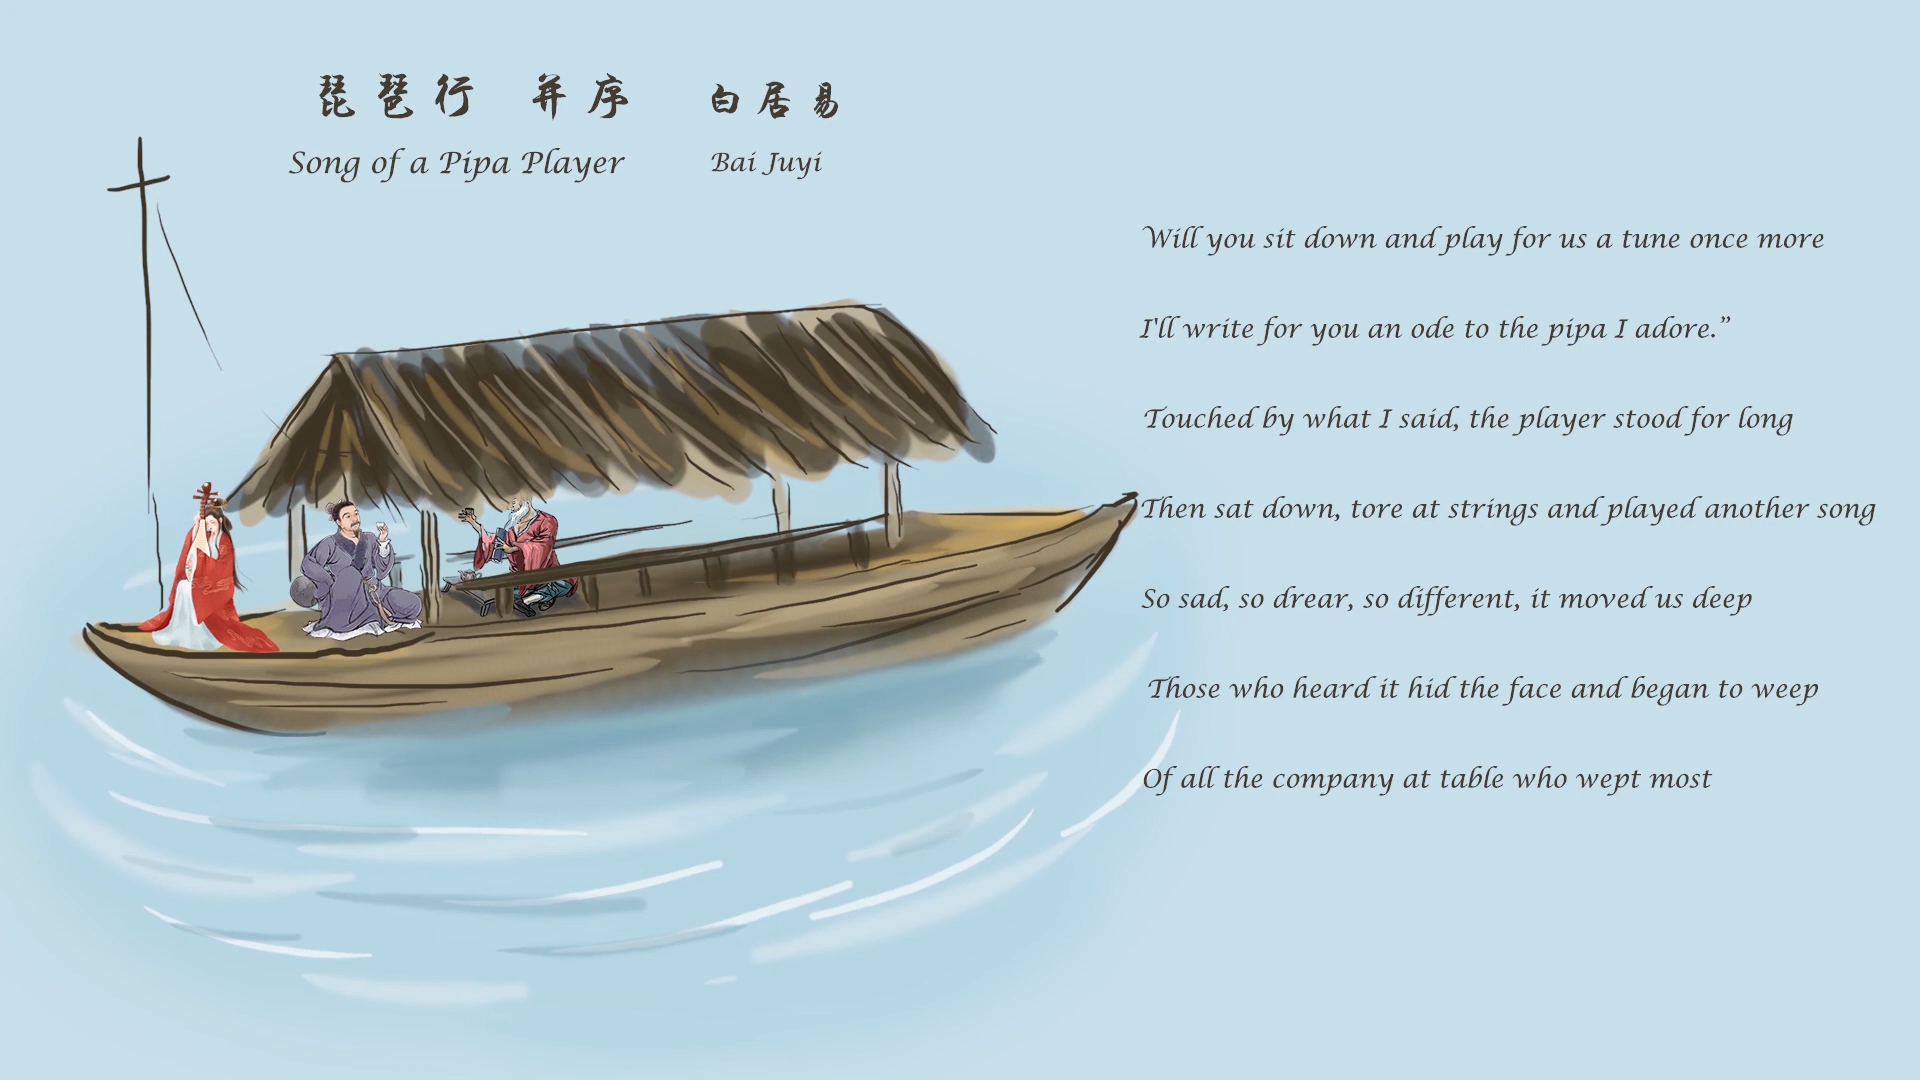 琵琶行 并序 白居易
Song of a Pipa Player Bai Juyi
Will you sit down and play for us a tune once more
I'll write for you an ode to the pipa I adore.”
Touched by what I said, the player stood for long
Then sat down, tore at strings and played another song
So sad, so drear, so different, it moved us deep
Those who heard it hid the face and began to weep
Of all the company at table who wept most